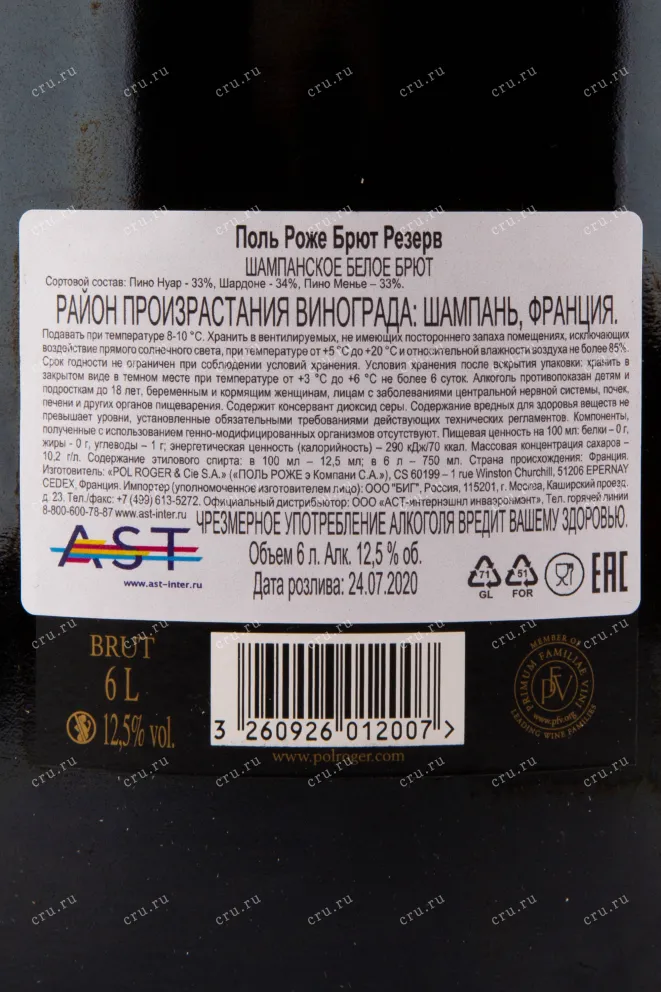 Поль Роже Брют Резерв
ШАМПАНСКОЕ БЕЛОЕ БРЮТ
Сортовой состав: Пино Нуар - 33%, Шардоне - 34%, Пино Менье – 33%.
РАЙОН ПРОИЗРАСТАНИЯ ВИНОГРАДА: ШАМПАНЬ, ФРАНЦИЯ.
Подавать при температуре 8-10 °С. Хранить в вентилируемых, не имеющих постороннего запаха помещениях, исключающих
воздействие прямого солнечного света, при температуре от +5 °С до +20 °С и относительной влажности воздуха не более 85%.
Срок годности не ограничен при соблюдении условий хранения. Условия хранения после вскрытия упаковки: хранить в
закрытом виде в темном месте при температуре от +3 °С до +6 °С не более 6 суток. Алкоголь противопоказан детям и
подросткам до 18 лет, беременным и кормящим женщинам, лицам с заболеваниями центральной нервной системы, почек,
печени и других органов пищеварения. Содержит консервант диоксид серы. Содержание вредных для здоровья веществ не
превышает уровни, установленные обязательными требованиями действующих технических регламентов. Компоненты,
полученные с использованием генно-модифицированных организмов отсутствуют. Пищевая ценность на 100 мл: белки – 0 г,
жиры - 0 г, углеводы – 1 г; энергетическая ценность (калорийность) – 290 кДж/70 ккал. Массовая концентрация сахаров –
10,2 г/л. Содержание этилового спирта: в 100 мл – 12,5 мл; в 6 л – 750 мл. Страна происхождения: Франция.
Изготовитель: «POL ROGER & Cie S.A.» («ПОЛЬ РОЖЕ э Компани С.А.»), CS 60199 – 1 rue Winston Churchill, 51206 EPERNAY
CEDEX, Франция. Импортер (уполномоченное изготовителем лицо): ООО "БИГ", Россия, 115201, г. Москва, Каширский проезд,
д. 23. Тел./факс: +7 (499) 613-5272. Официальный дистрибьютор: ООО «АСТ-интернэшнл инваэронмэнт», Тел. горячей линии
8-800-600-78-87 www.ast-inter.ru ЧРЕЗМЕРНОЕ УПОТРЕБЛЕНИЕ АЛКОГОЛЯ ВРЕДИТ ВАШЕМУ ЗДОРОВЬЮ.
AST
www.ast-inter.ru
Объем 6 л. Алк. 12,5 % об.
Дата розлива: 24.07.2020
71
GL
51
FOR
EAC
BRUT
6 L
12,5% vol.
3 260926 012007 >
www.polroger.com
MEMBER OF
PRIMUM FAMILIAE VINI
PFV
www.pfv.org
LEADING WINE FAMILIES
cru.ru